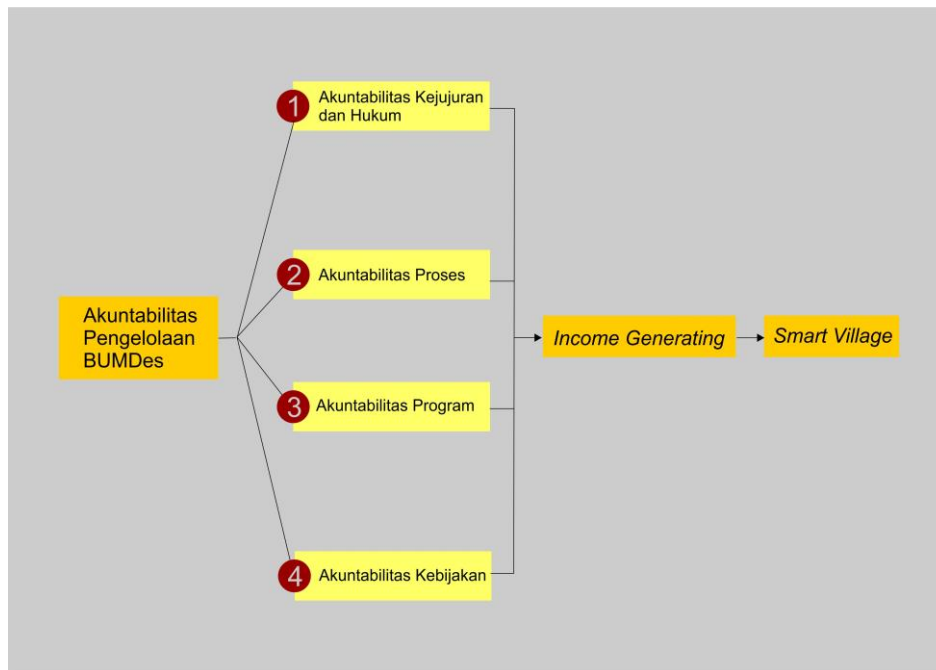 Akuntabilitas
Pengelolaan
BUMDes
1
Akuntabilitas Kejujuran
dan Hukum
2
Akuntabilitas Proses
3
Akuntabilitas Program
4
Akuntabilitas Kebijakan
Income Generating
Smart Village